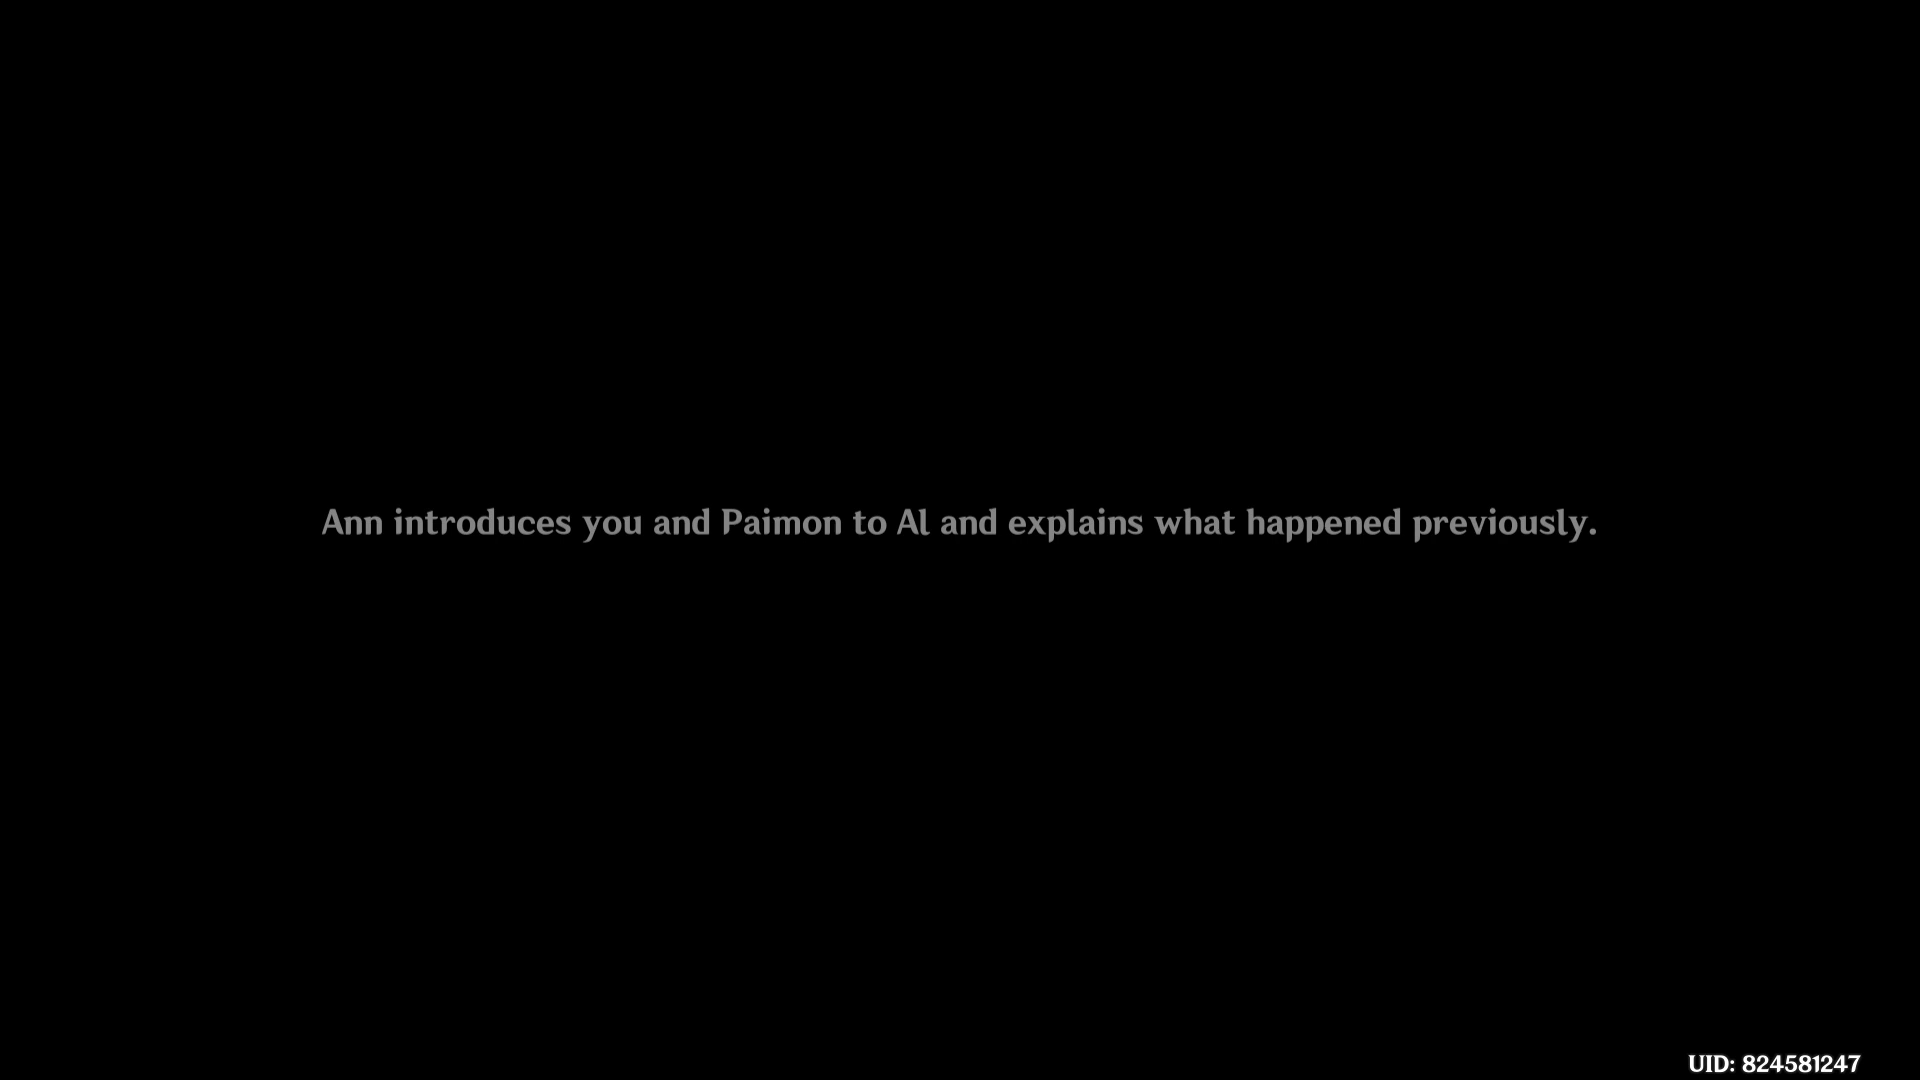 Ann introduces you and Paimon to Al and explains what happened previously.
UID: 824581247